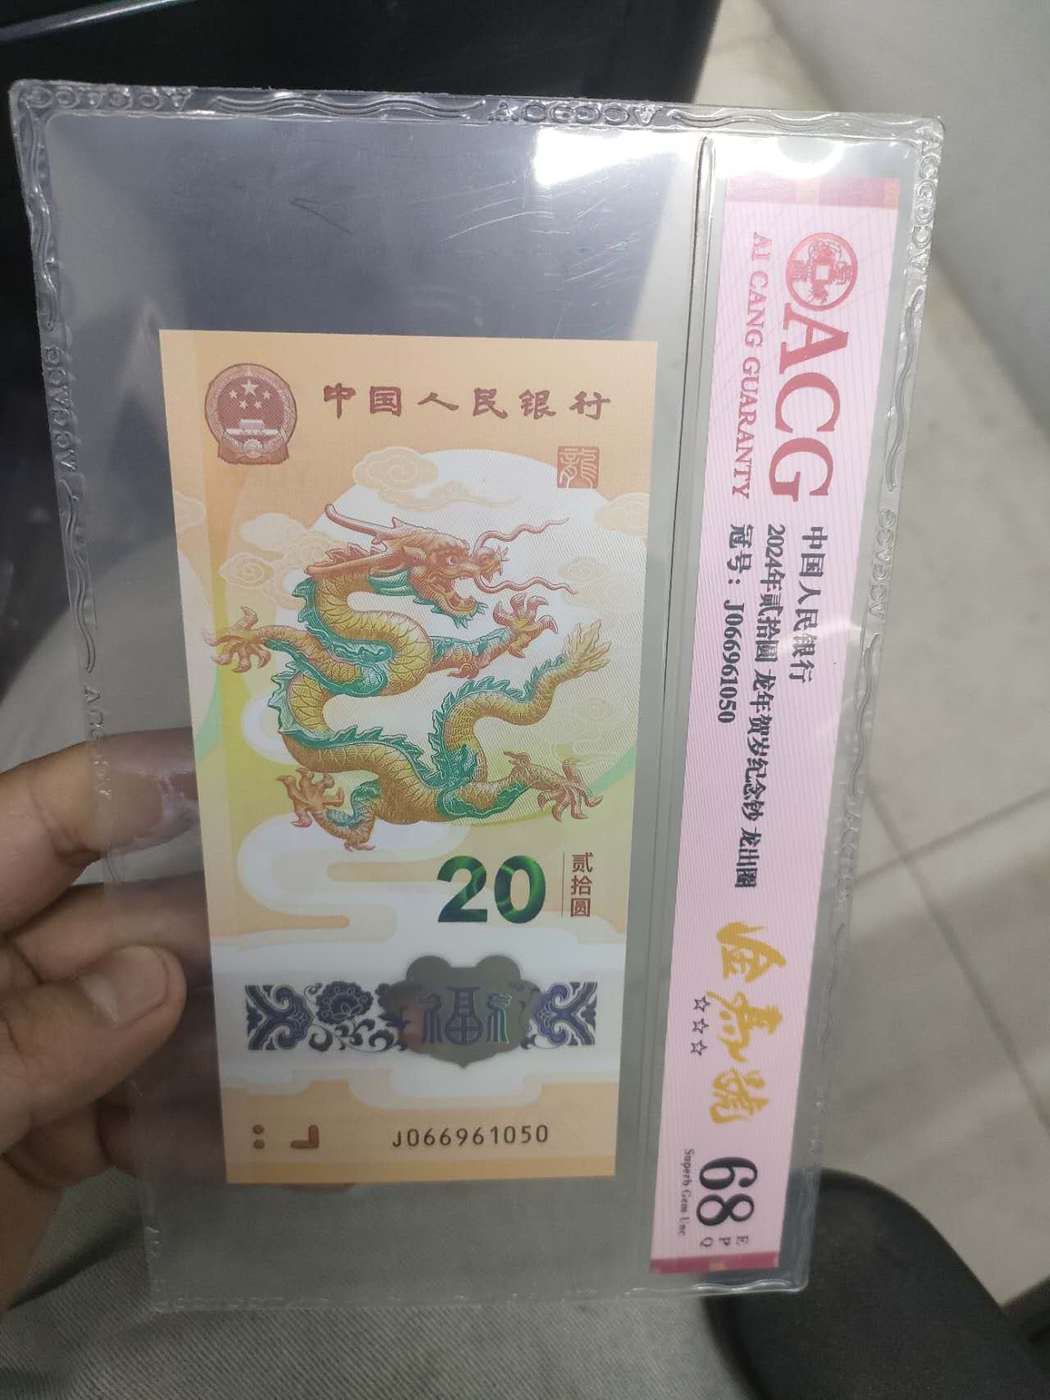 中国人民银行
龍
贰拾圆
20
福
J066961050
ACG
AI CANG GUARANTY
中国人民银行
2024年贰拾圆 龙年贺岁纪念钞 龙出圈
冠号：J066961050
☆☆☆
68
EPQ
Superb Gem Unc